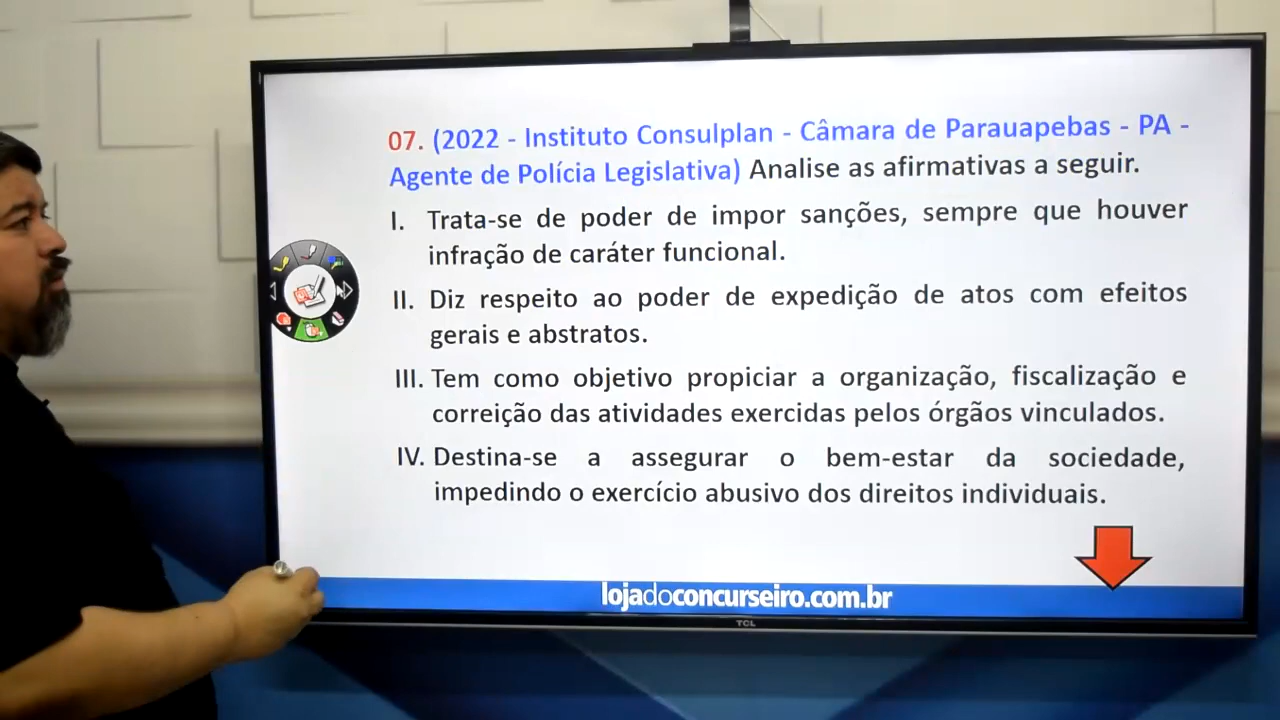 07. (2022 - Instituto Consulplan - Câmara de Parauapebas - PA -
Agente de Polícia Legislativa) Analise as afirmativas a seguir.
I. Trata-se de poder de impor sanções, sempre que houver
infração de caráter funcional.
II. Diz respeito ao poder de expedição de atos com efeitos
gerais e abstratos.
III. Tem como objetivo propiciar a organização, fiscalização e
correição das atividades exercidas pelos órgãos vinculados.
IV. Destina-se a assegurar o bem-estar da sociedade,
impedindo o exercício abusivo dos direitos individuais.
lojadoconcurseiro.com.br
TCL